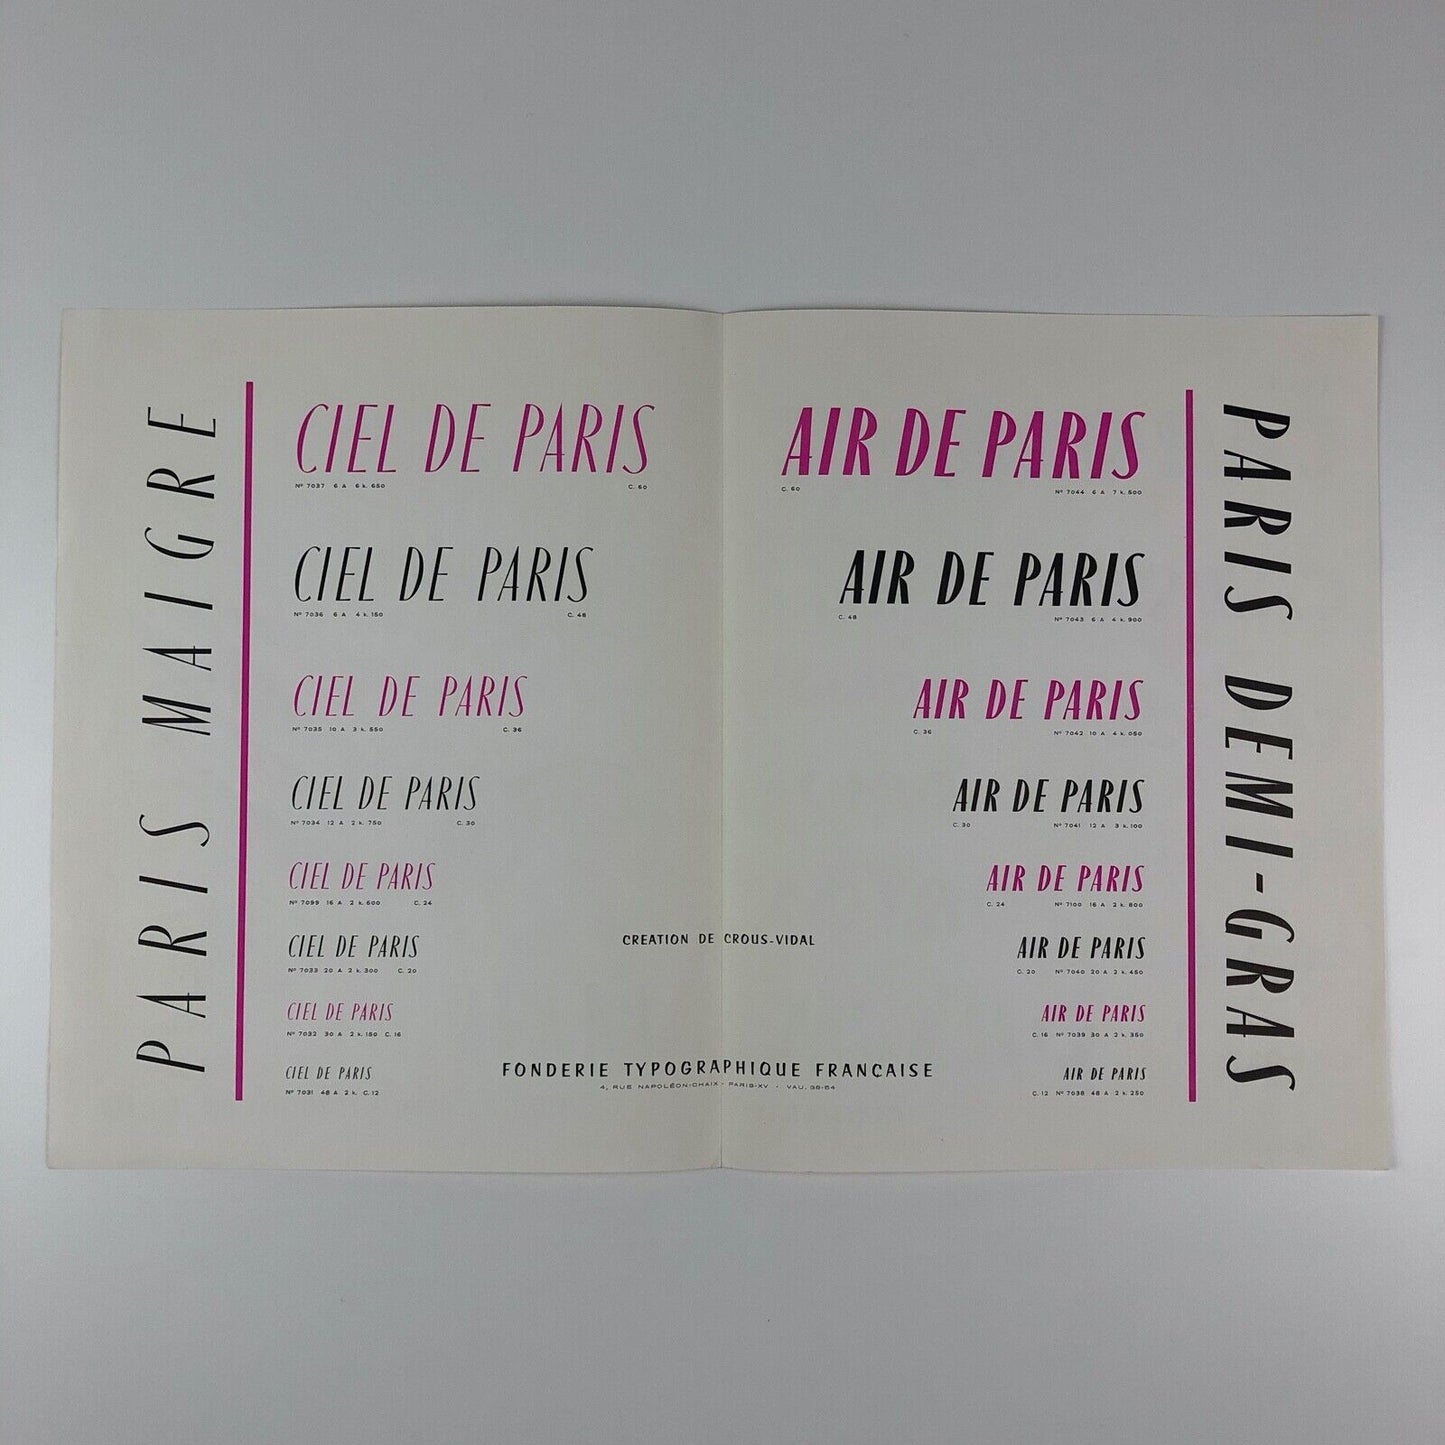 PARIS MAIGRE
CIEL DE PARIS
Nº 7037 6 A 6 k. 650 C. 60
CIEL DE PARIS
Nº 7036 6 A 4 k. 150 C. 48
CIEL DE PARIS
Nº 7035 10 A 3 k. 550 C. 36
CIEL DE PARIS
Nº 7034 12 A 2 k. 750 C. 30
CIEL DE PARIS
Nº 7099 16 A 2 k. 600 C. 24
CIEL DE PARIS
Nº 7033 20 A 2 k. 300 C. 20
CIEL DE PARIS
Nº 7032 30 A 2 k. 150 C. 16
CIEL DE PARIS
Nº 7031 48 A 2 k. C. 12
CREATION DE CROUS-VIDAL
FONDERIE TYPOGRAPHIQUE FRANCAISE
4, RUE NAPOLÉON-CHAIX · PARIS-XV · VAU. 38-54
AIR DE PARIS
C. 60 Nº 7044 6 A 7 k. 500
AIR DE PARIS
C. 48 Nº 7043 6 A 4 k. 900
AIR DE PARIS
C. 36 Nº 7042 10 A 4 k. 050
AIR DE PARIS
C. 30 Nº 7041 12 A 3 k. 100
AIR DE PARIS
C. 24 Nº 7100 16 A 2 k. 800
AIR DE PARIS
C. 20 Nº 7040 20 A 2 k. 450
AIR DE PARIS
C. 16 Nº 7039 30 A 2 k. 350
AIR DE PARIS
C. 12 Nº 7038 48 A 2 k. 250
PARIS DEMI-GRAS